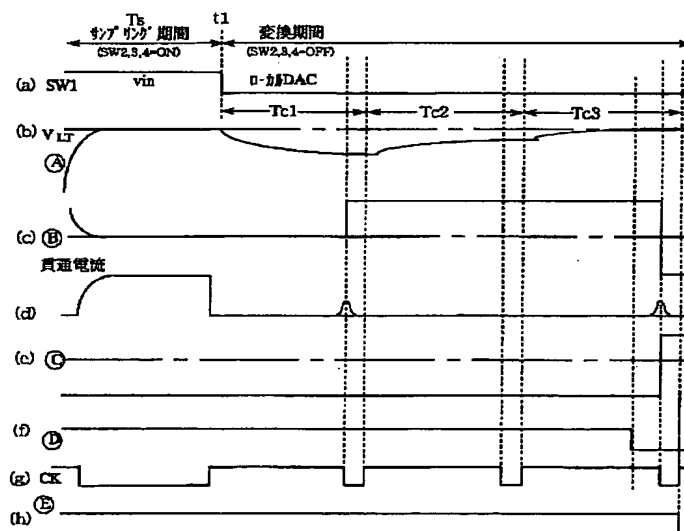 Ts
t1
サンプリング期間
変換期間
(SW2,3,4=ON)
(SW2,3,4=OFF)
(a) SW1
vin
ローカルDAC
Tc1
Tc2
Tc3
(b) VLT
A
(c) B
貫通電流
(d)
(e) C
(f)
D
(g) CK
E
(h)